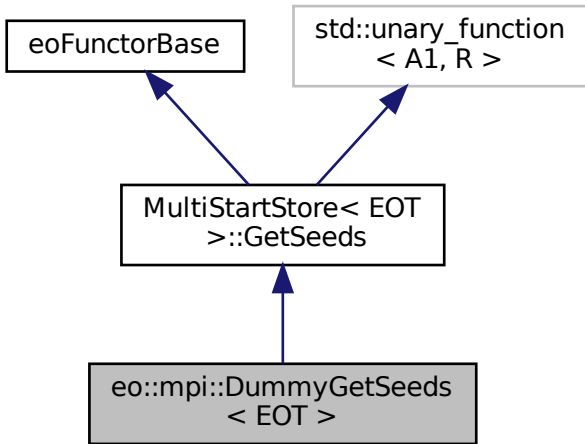 eoFunctorBase
std::unary_function
< A1, R >
MultiStartStore< EOT
>::GetSeeds
eo::mpi::DummyGetSeeds
< EOT >